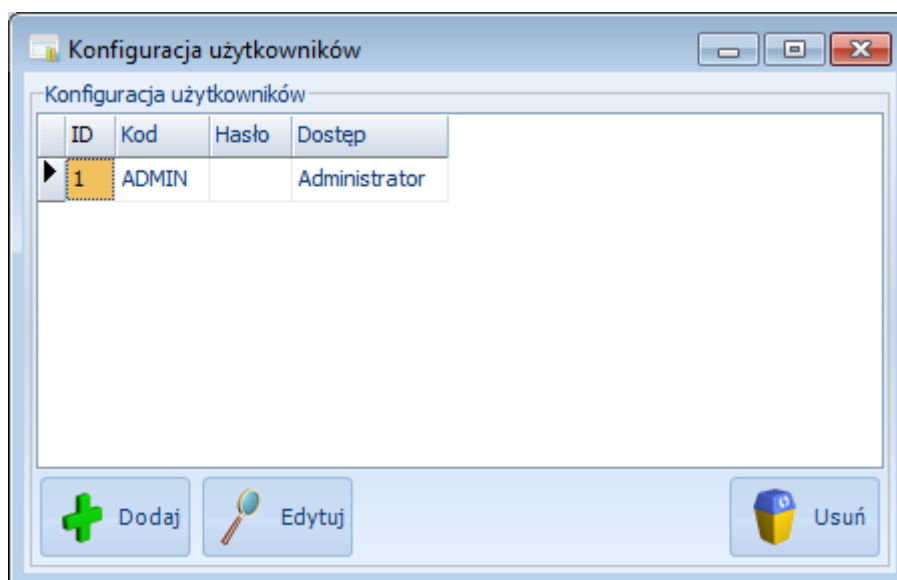 Konfiguracja użytkowników
Konfiguracja użytkowników
ID Kod Hasło Dostęp
1 ADMIN Administrator
Dodaj Edytuj Usuń